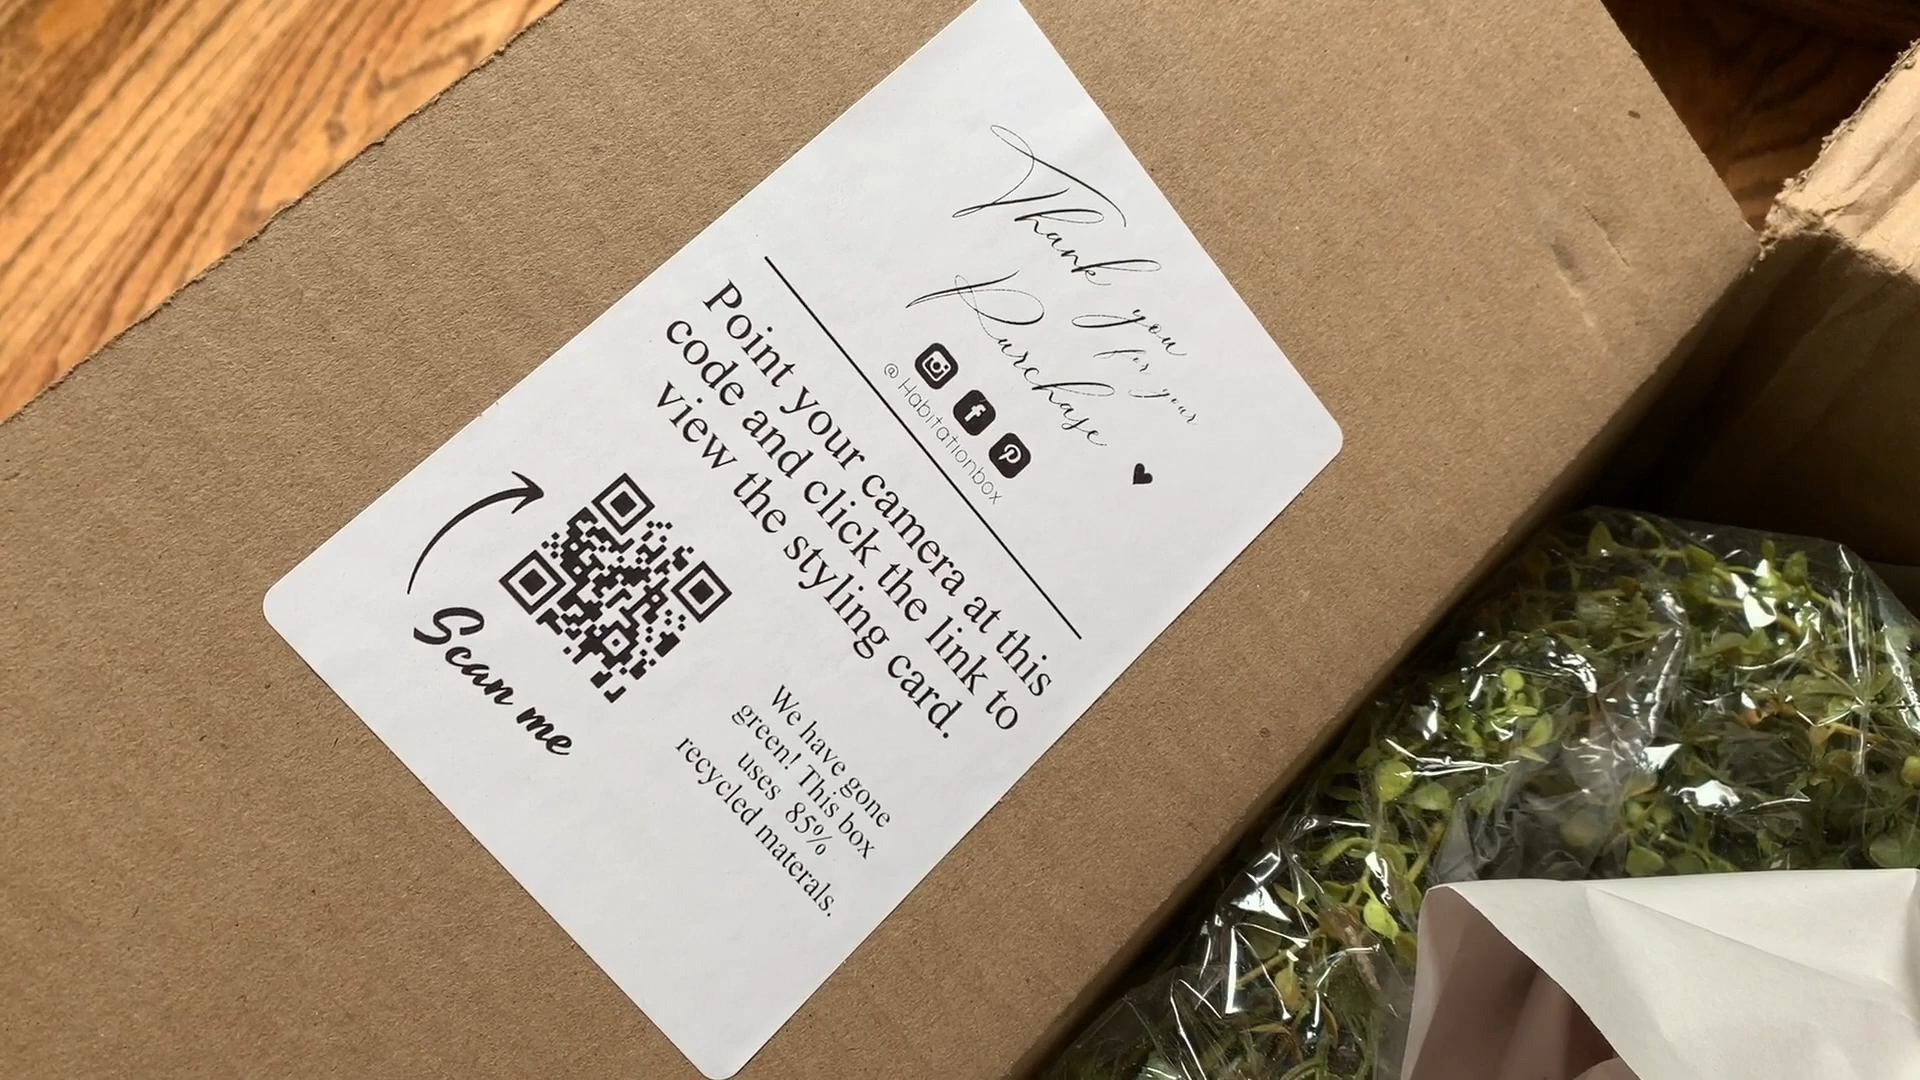 Thank you
for your
Purchase
@ Habitationbox
Point your camera at this
code and click the link to
view the styling card.
Scan me
We have gone
green! This box
uses 85%
recycled materals.